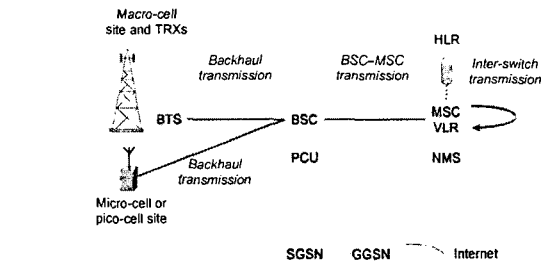 Macro-cell
site and TRXs
Backhaul
transmission
BSC–MSC
transmission
HLR
Inter-switch
transmission
BTS
BSC
MSC
VLR
Backhaul
transmission
PCU
NMS
Micro-cell or
pico-cell site
SGSN
GGSN
Internet